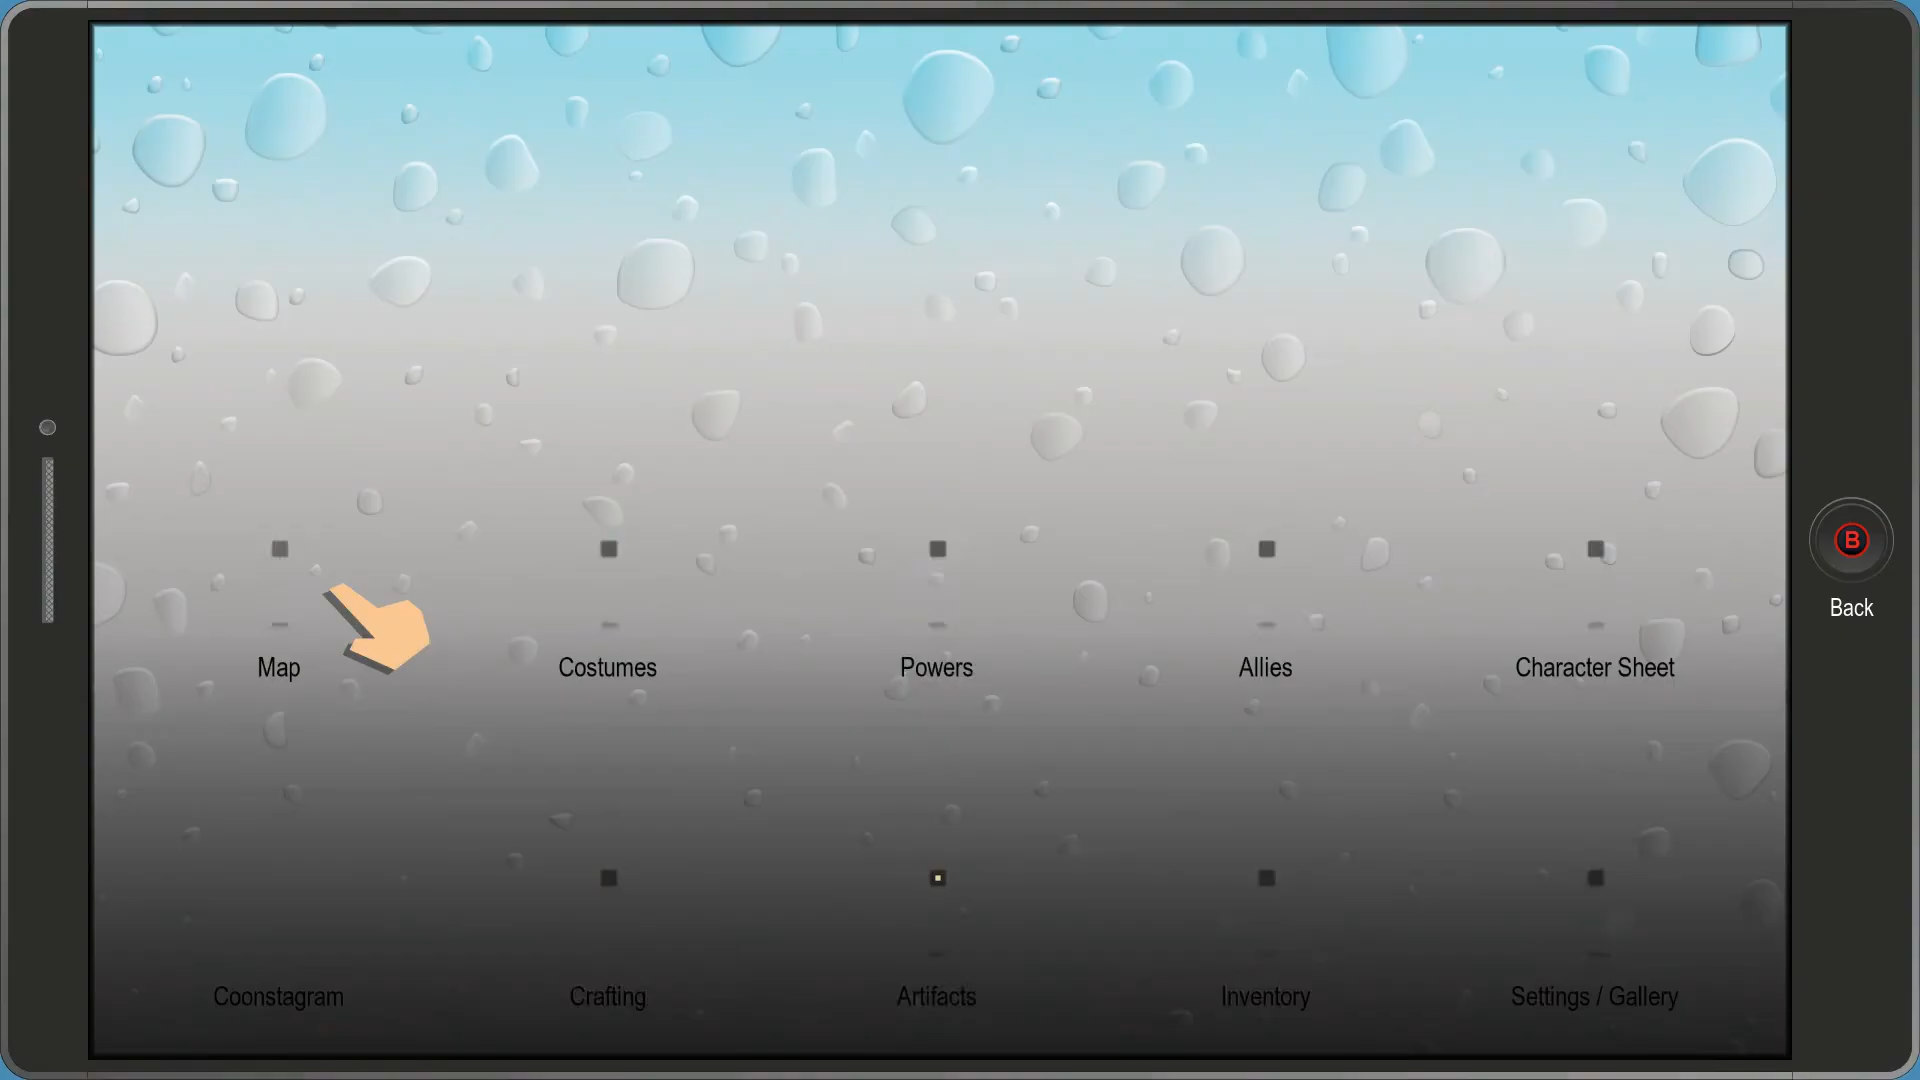 B
Back
Map
Costumes
Powers
Allies
Character Sheet
Coonstagram
Crafting
Artifacts
Inventory
Settings / Gallery